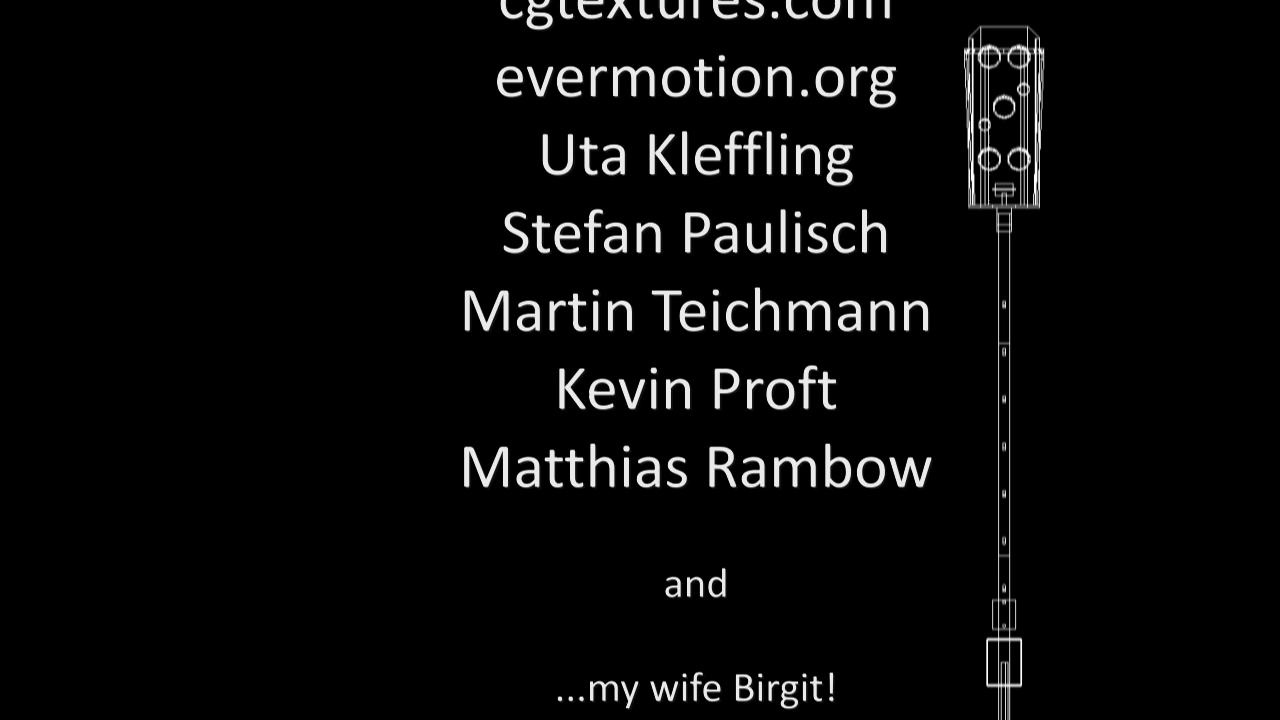 cgtextures.com
evermotion.org
Uta Kleffling
Stefan Paulisch
Martin Teichmann
Kevin Proft
Matthias Rambow
and
...my wife Birgit!